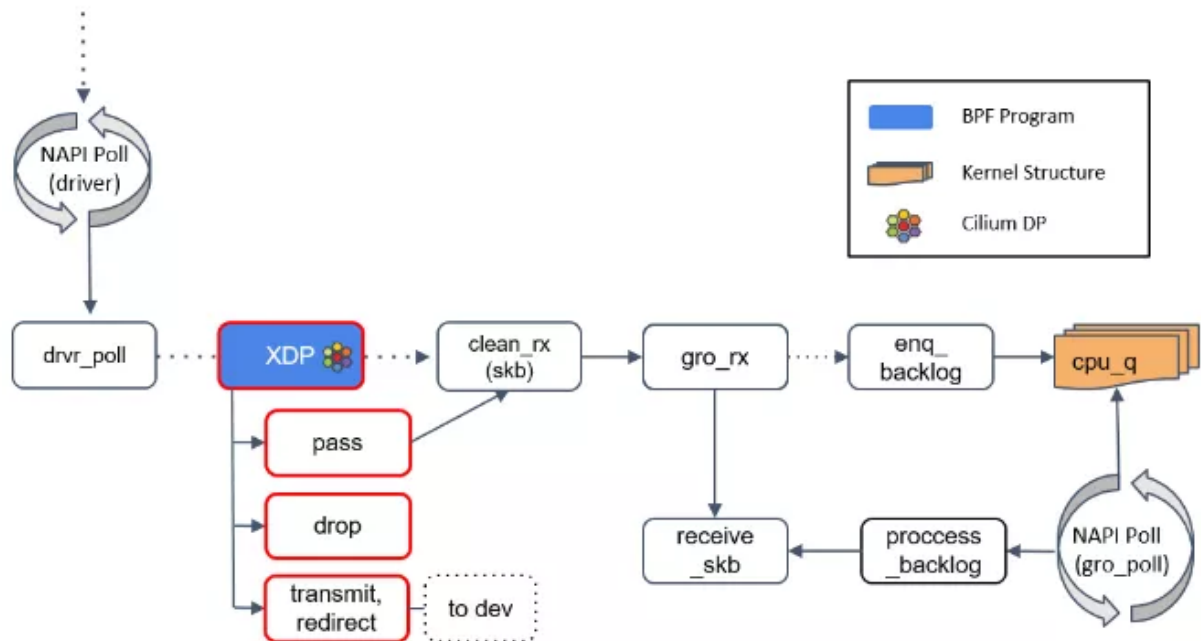 NAPI Poll
(driver)
BPF Program
Kernel Structure
Cilium DP
drvr_poll
XDP
clean_rx
(skb)
gro_rx
enq_
backlog
cpu_q
pass
drop
transmit,
redirect
to dev
receive
_skb
proccess
_backlog
NAPI Poll
(gro_poll)